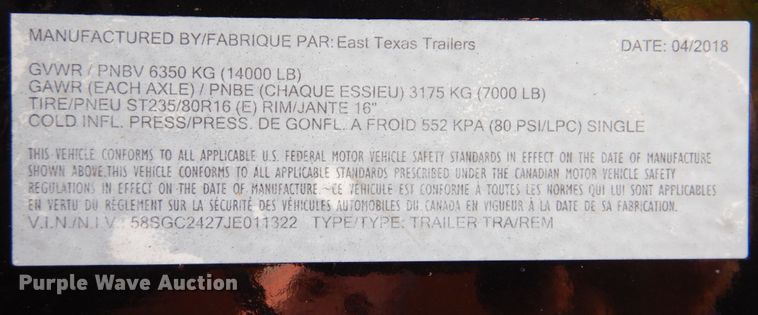 MANUFACTURED BY/FABRIQUE PAR: East Texas Trailers DATE: 04/2018
GVWR / PNBV 6350 KG (14000 LB)
GAWR (EACH AXLE) / PNBE (CHAQUE ESSIEU) 3175 KG (7000 LB)
TIRE/PNEU ST235/80R16 (E) RIM/JANTE 16"
COLD INFL. PRESS/PRESS. DE GONFL. A FROID 552 KPA (80 PSI/LPC) SINGLE
THIS VEHICLE CONFORMS TO ALL APPLICABLE U.S. FEDERAL MOTOR VEHICLE SAFETY STANDARDS IN EFFECT ON THE DATE OF MANUFACTURE
SHOWN ABOVE.THIS VEHICLE CONFORMS TO ALL APPLICABLE STANDARDS PRESCRIBED UNDER THE CANADIAN MOTOR VEHICLE SAFETY
REGULATIONS IN EFFECT ON THE DATE OF MANUFACTURE.-CE VÉHICULE EST CONFORME À TOUTES LES NORMES QUI LUI SONT APPLICABLES
EN VERTU DU RÈGLEMENT SUR LA SÉCURITÉ DES VÉHICULES AUTOMOBILES DU CANADA EN VIGUEUR À LA DATE DE SA FABRICATION.
V.I.N./N.I.V. 58SGC2427JE011322 TYPE/TYPE: TRAILER TRA/REM
Purple Wave Auction